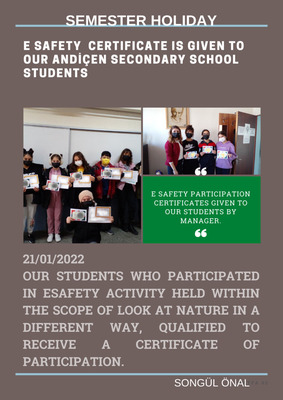 SEMESTER HOLIDAY
E SAFETY CERTIFICATE IS GIVEN TO
OUR ANDİÇEN SECONDARY SCHOOL
STUDENTS
“
E SAFETY PARTICIPATION
CERTIFICATES GIVEN TO
OUR STUDENTS BY
MANAGER.
“
21/01/2022
OUR STUDENTS WHO PARTICIPATED
IN ESAFETY ACTIVITY HELD WITHIN
THE SCOPE OF LOOK AT NATURE IN A
DIFFERENT WAY, QUALIFIED TO
RECEIVE A CERTIFICATE OF
PARTICIPATION.
SONGÜL ÖNAL